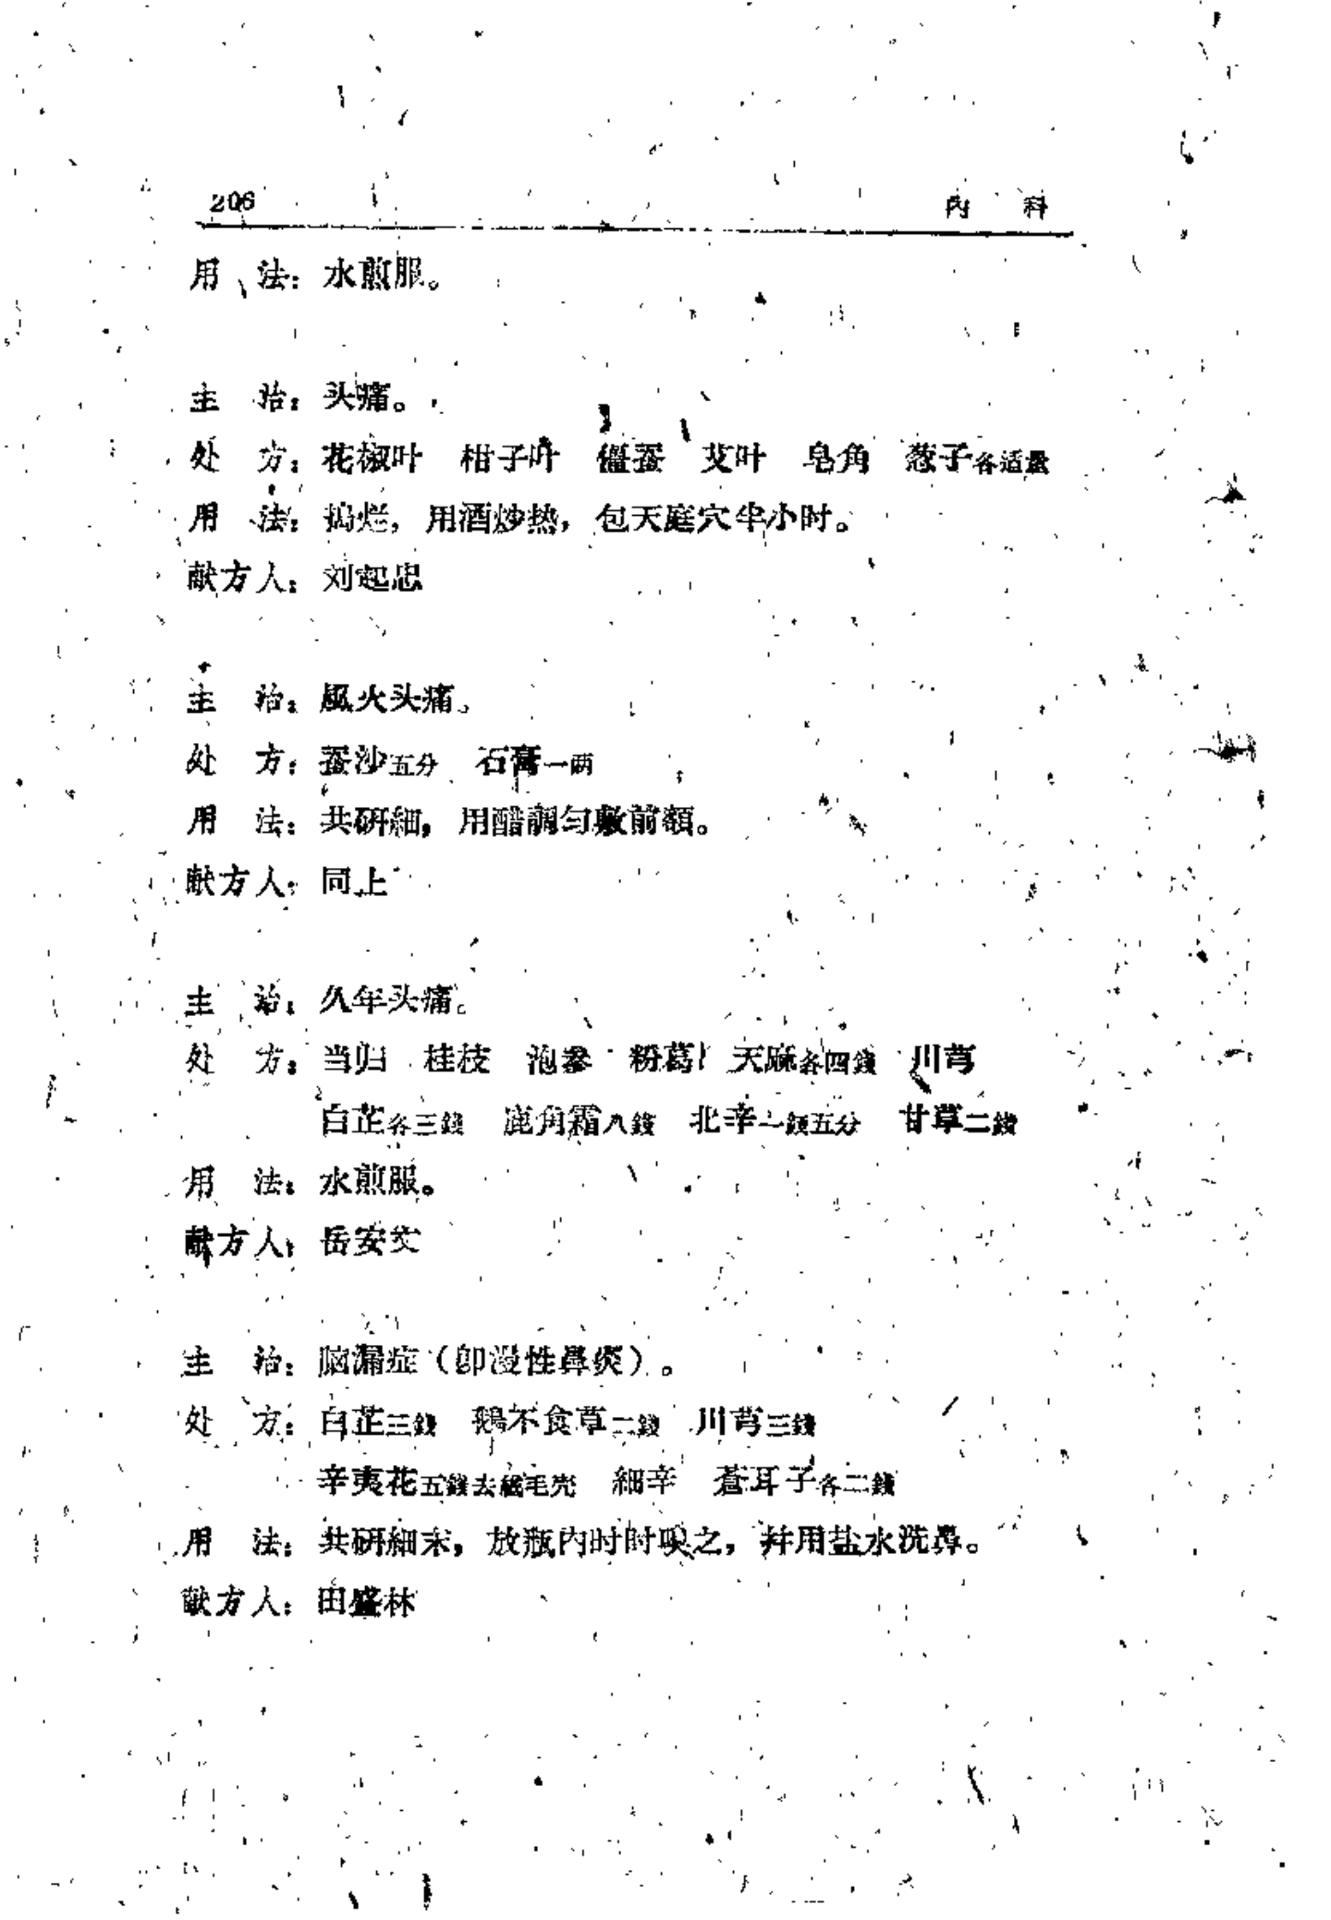 206 内 科
用 法：水煎服。
主 治：头痛。
处 方：花椒叶 柑子叶 僵蚕 艾叶 皂角 葱子各适量
用 法：捣烂，用酒炒热，包天庭穴半小时。
献方人：刘起忠
主 治：風火头痛。
处 方：蚕沙五分 石膏一两
用 法：共研細，用醋調匀敷前額。
献方人：同上
主 治：久年头痛。
处 方：当归 桂枝 泡參 粉葛 天麻各四錢 川芎
白芷各三錢 鹿角霜八錢 北辛一錢五分 甘草二錢
用 法：水煎服。
献方人：岳安文
主 治：脑漏症（卽漫性鼻炎）。
处 方：白芷三錢 鵝不食草二錢 川芎三錢
辛夷花五錢去絨毛壳 細辛 蒼耳子各二錢
用 法：共研細末，放瓶内时时嗅之，幷用盐水洗鼻。
献方人：田盛林